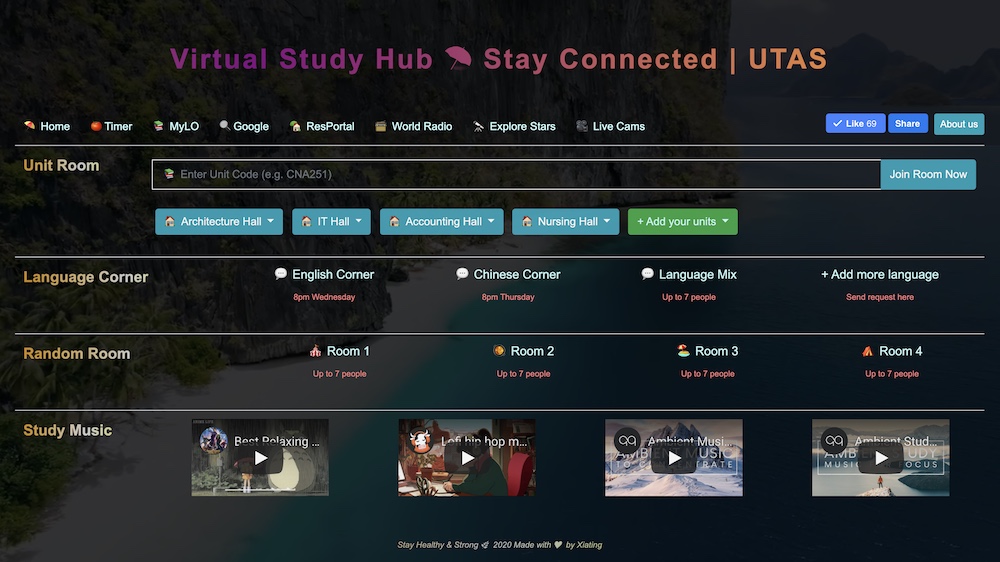 Virtual Study Hub Stay Connected | UTAS
Home Timer MyLO Google ResPortal World Radio Explore Stars Live Cams Like 69 Share About us
Unit Room
Enter Unit Code (e.g. CNA251) Join Room Now
Architecture Hall IT Hall Accounting Hall Nursing Hall + Add your units
Language Corner English Corner Chinese Corner Language Mix + Add more language
8pm Wednesday 8pm Thursday Up to 7 people Send request here
Random Room Room 1 Room 2 Room 3 Room 4
Up to 7 people Up to 7 people Up to 7 people Up to 7 people
Study Music
Best Relaxing ... Lofi hip hop m... Ambient Musi... Ambient Stud...
AMBIENT MUSIC
TO CONCENTRATE
AMBIENT STUDY
MUSIC FOCUS
Stay Healthy & Strong 2020 Made with by Xiating